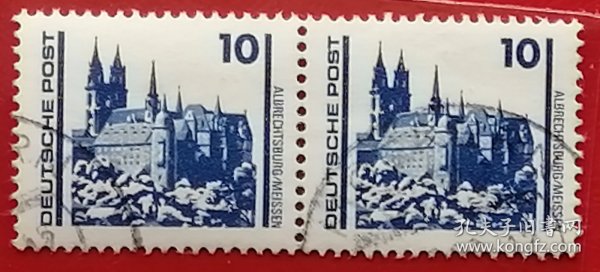 DEUTSCHE POST
10
ALBRECHTSBURG/MEISSEN
DEUTSCHE POST
10
ALBRECHTSBURG/MEISSEN
孔夫子旧书网
www.kongfz.com